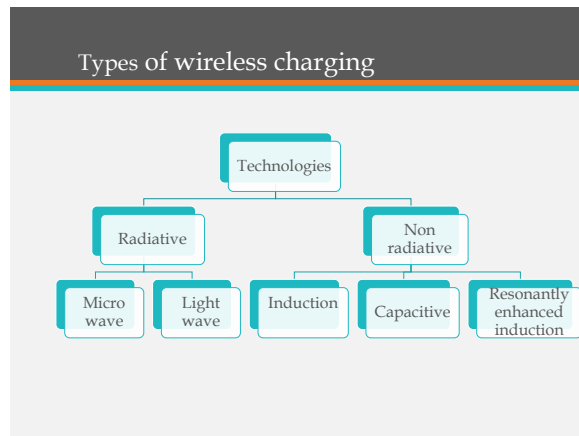 Types of wireless charging
Technologies
Radiative
Non
radiative
Micro
wave
Light
wave
Induction
Capacitive
Resonantly
enhanced
induction